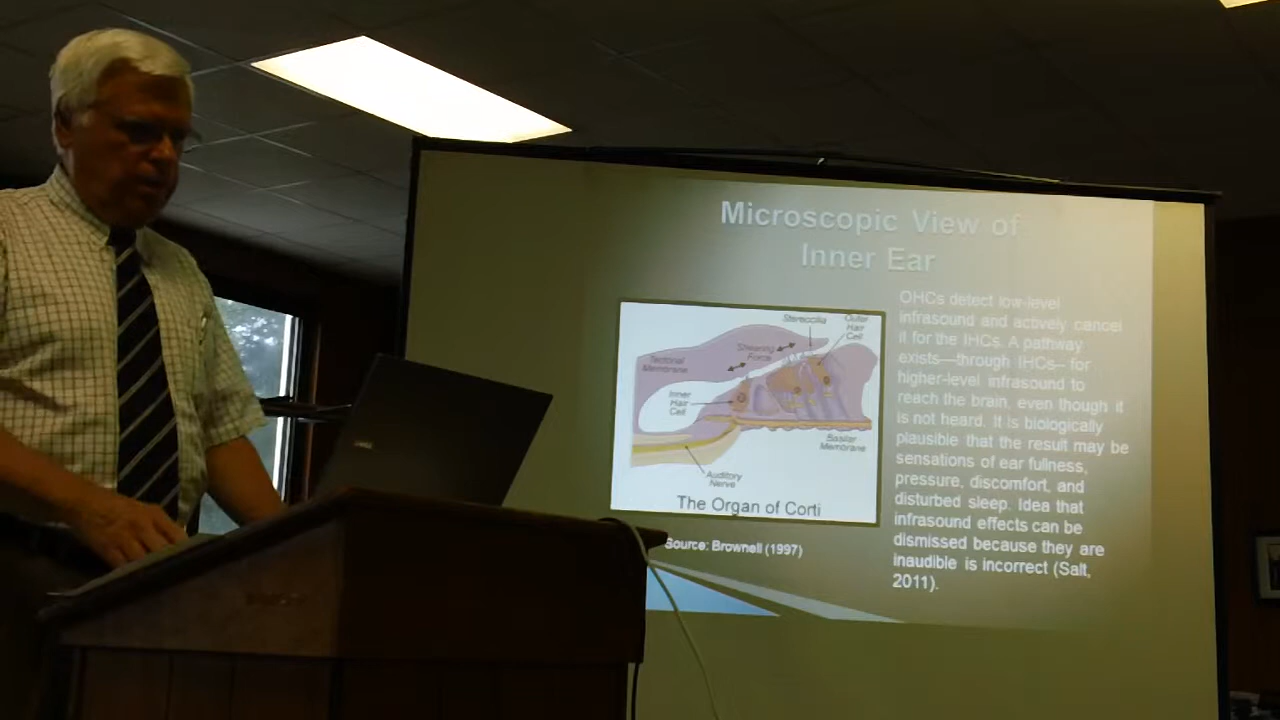 Microscopic View of
Inner Ear
OHCs detect low-level
infrasound and actively cancel
it for the IHCs. A pathway
exists—through IHCs– for
higher-level infrasound to
reach the brain, even though it
is not heard. It is biologically
plausible that the result may be
sensations of ear fullness,
pressure, discomfort, and
disturbed sleep. Idea that
infrasound effects can be
dismissed because they are
inaudible is incorrect (Salt,
2011).
Stereocilia
Outer
Hair
Cell
Shearing
Force
Tectorial
Membrane
Inner
Hair
Cell
Basilar
Membrane
Auditory
Nerve
The Organ of Corti
Source: Brownell (1997)